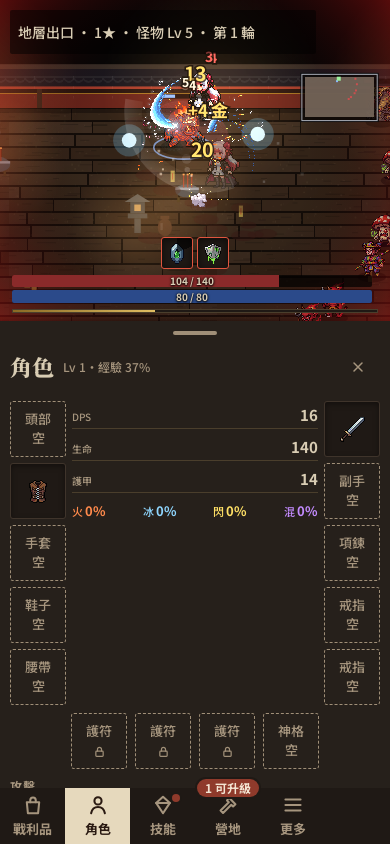 地層出口 · 1★ · 怪物 Lv 5 · 第 1 輪
13
54
+4金
20
104 / 140
80 / 80
角色 Lv 1·經驗 37%
頭部
空
DPS 16
生命 140
護甲 14
火 0% 冰 0% 閃 0% 混 0%
副手
空
手套
空
項鍊
空
鞋子
空
戒指
空
腰帶
空
戒指
空
護符
護符
護符
神格
空
攻擊
1 可升級
戰利品
角色
技能
營地
更多